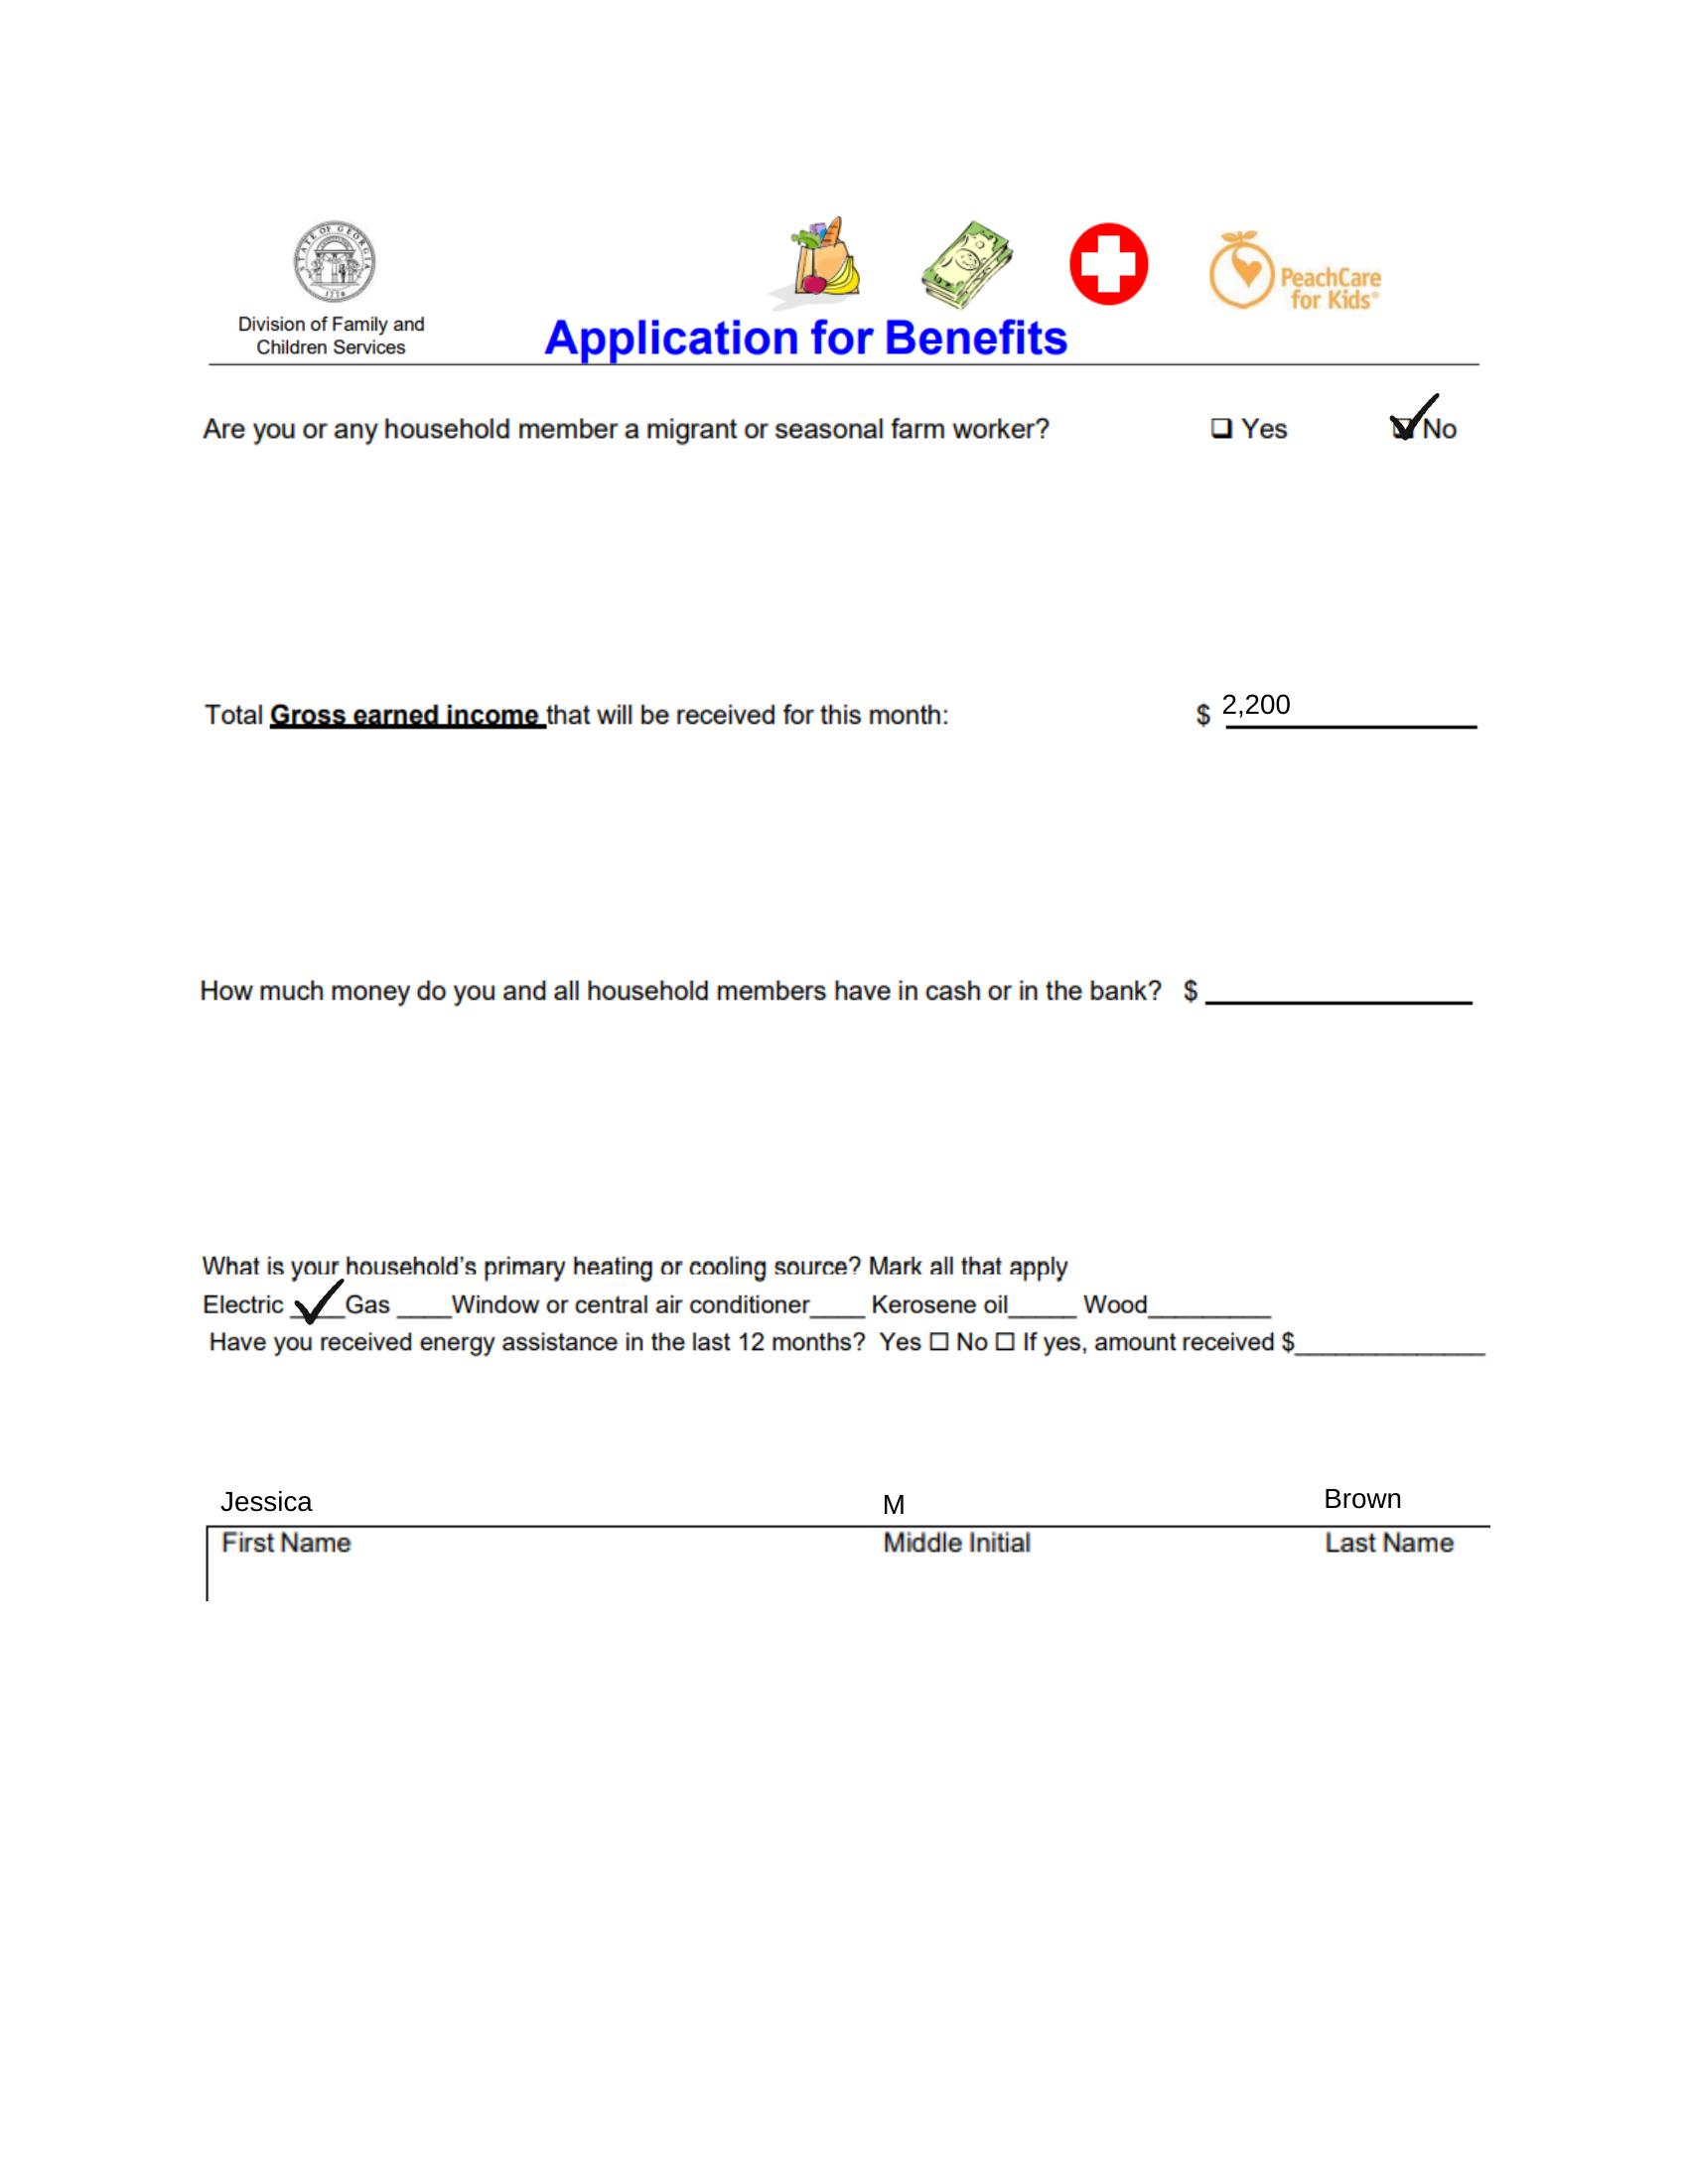 STATE OF GEORGIA
1776
PeachCare
for Kids®
Division of Family and
Children Services
Application for Benefits
Are you or any household member a migrant or seasonal farm worker? ❑ Yes ❑ No
Total Gross earned income that will be received for this month: $ 2,200
How much money do you and all household members have in cash or in the bank? $ ________
What is your household’s primary heating or cooling source? Mark all that apply
Electric ✓ Gas ____Window or central air conditioner____ Kerosene oil_____ Wood_________
Have you received energy assistance in the last 12 months? Yes ☐ No ☐ If yes, amount received $______________
Jessica M Brown
First Name Middle Initial Last Name